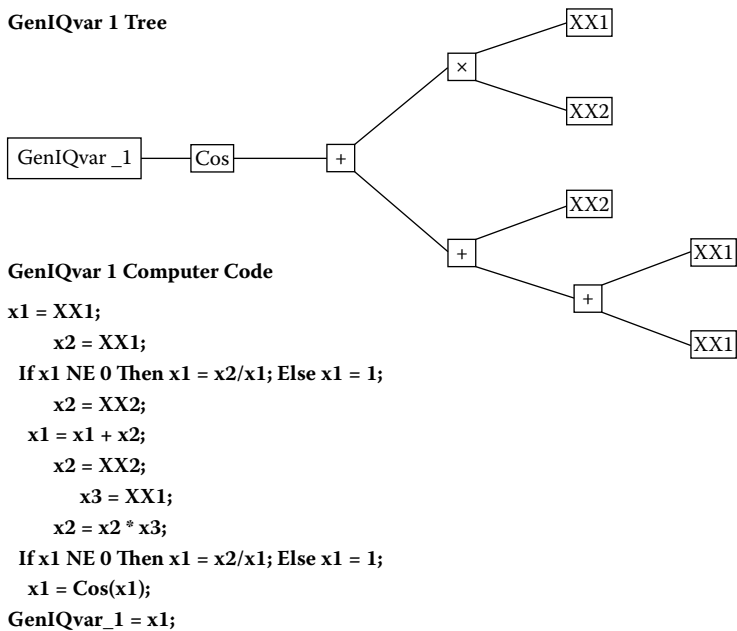 GenIQvar 1 Tree
XX1
×
XX2
GenIQvar _1
Cos
+
XX2
+
XX1
+
XX1
GenIQvar 1 Computer Code
x1 = XX1;
x2 = XX1;
If x1 NE 0 Then x1 = x2/x1; Else x1 = 1;
x2 = XX2;
x1 = x1 + x2;
x2 = XX2;
x3 = XX1;
x2 = x2 * x3;
If x1 NE 0 Then x1 = x2/x1; Else x1 = 1;
x1 = Cos(x1);
GenIQvar_1 = x1;